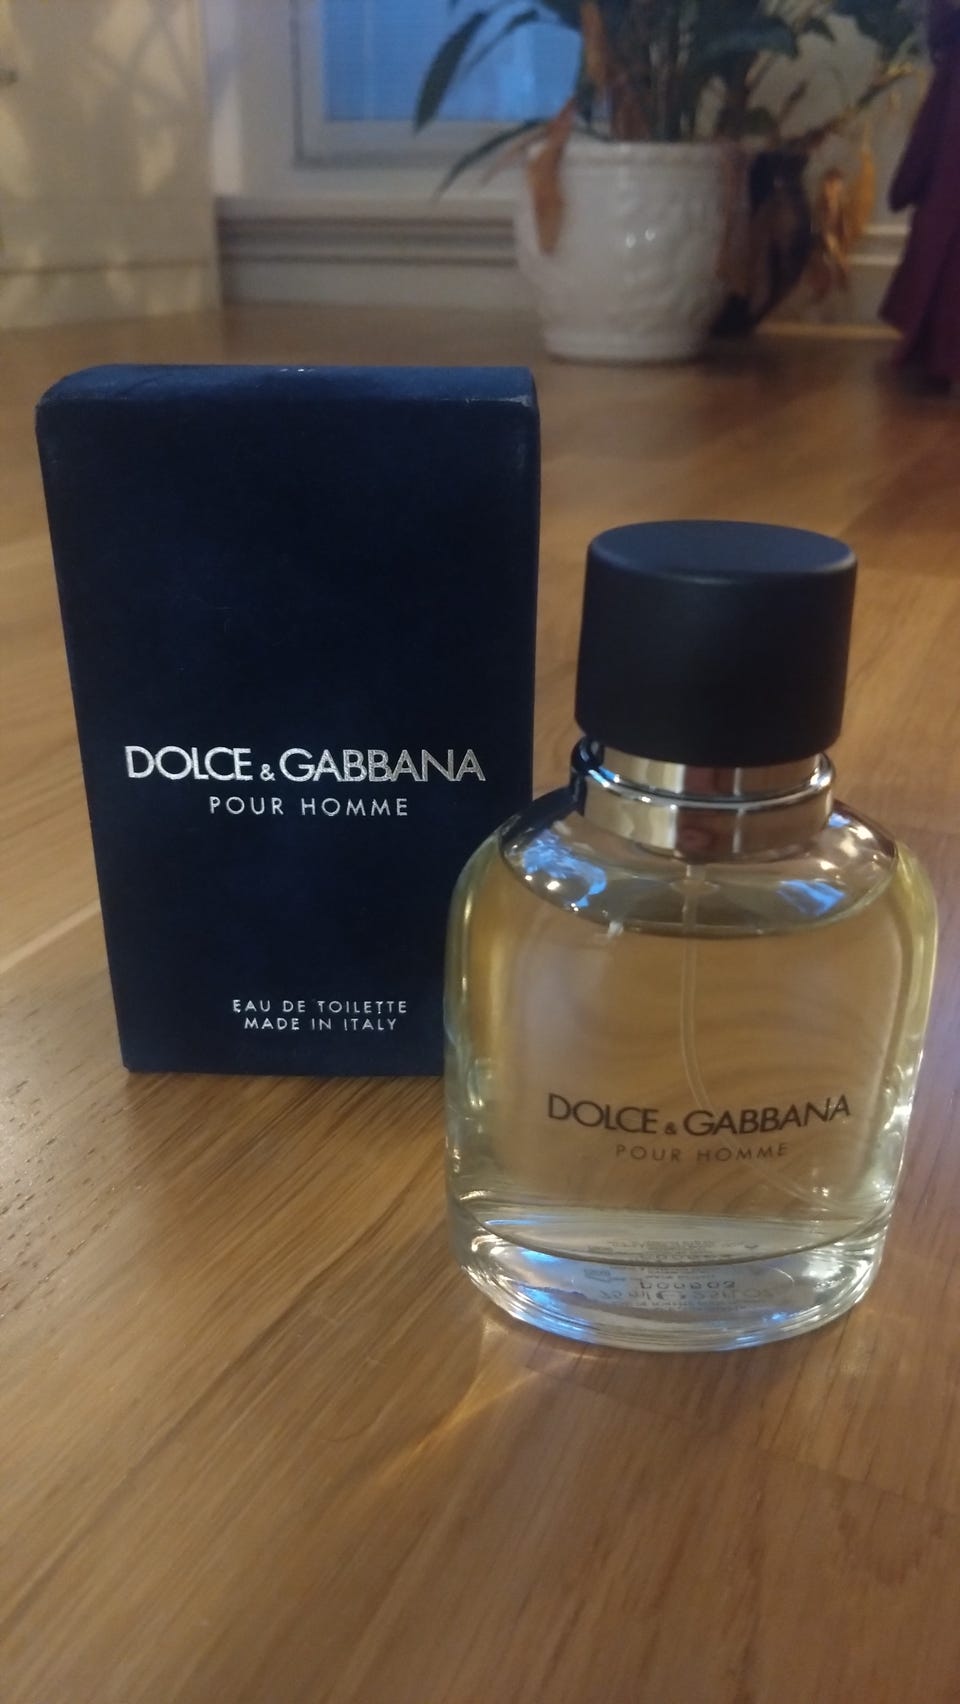 DOLCE & GABBANA
POUR HOMME
EAU DE TOILETTE
MADE IN ITALY
DOLCE & GABBANA
POUR HOMME